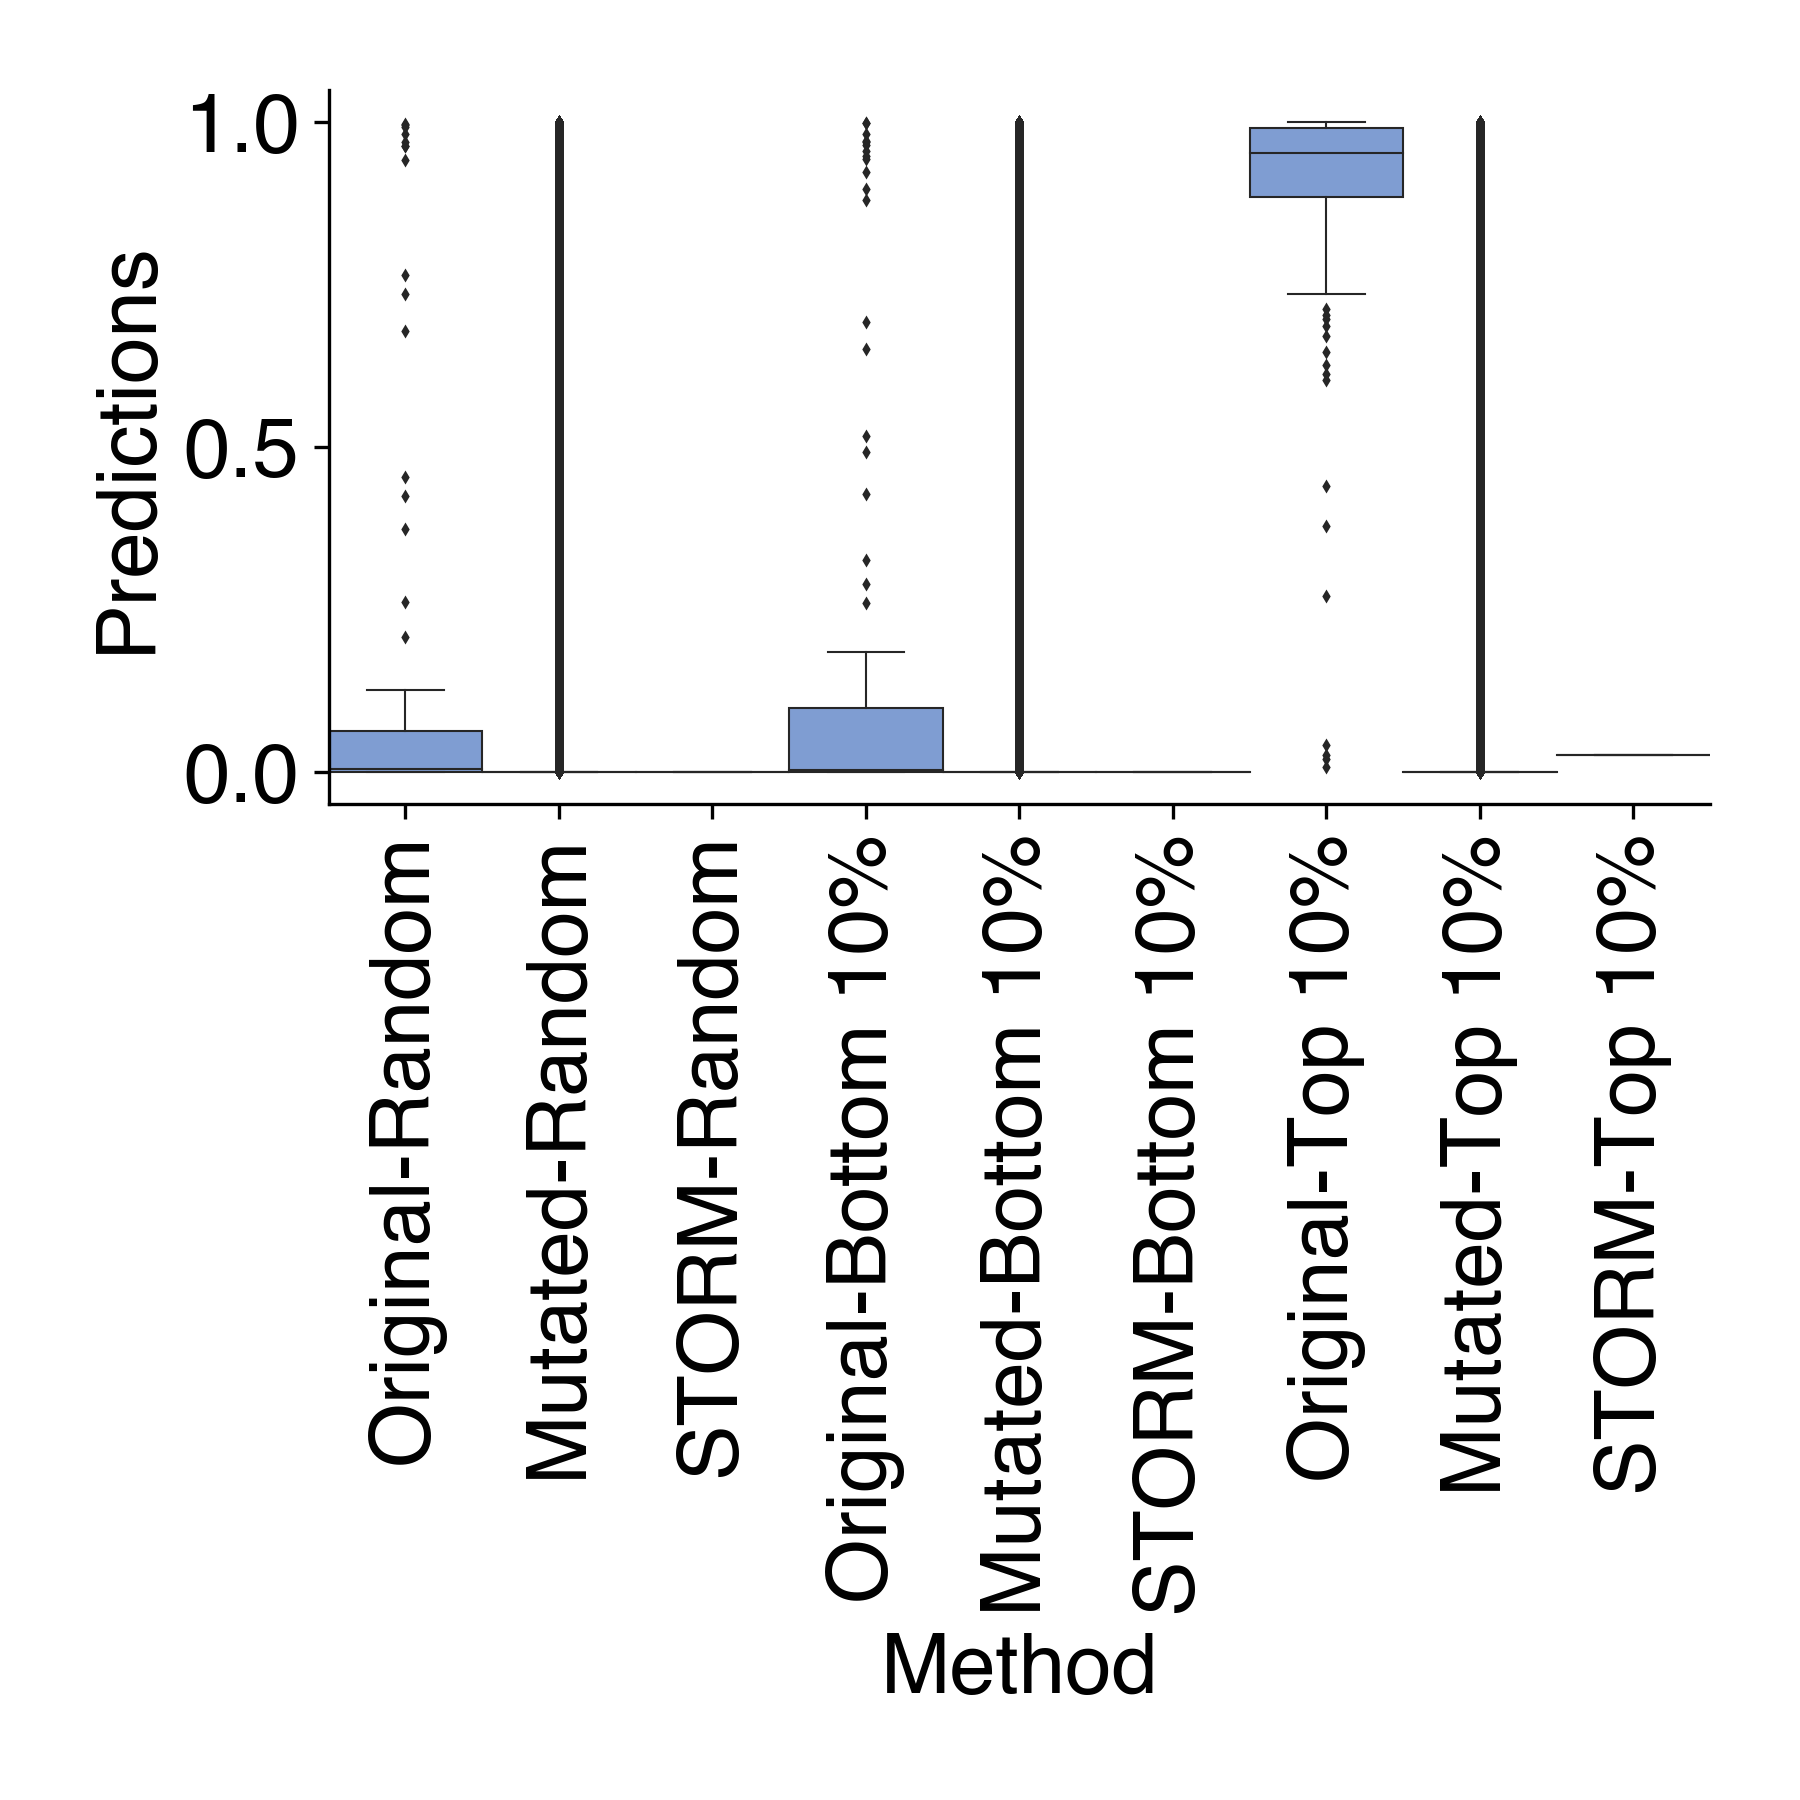 Predictions
1.0
0.5
0.0
Original-Random
Mutated-Random
STORM-Random
Original-Bottom 10%
Mutated-Bottom 10%
STORM-Bottom 10%
Original-Top 10%
Mutated-Top 10%
STORM-Top 10%
Method